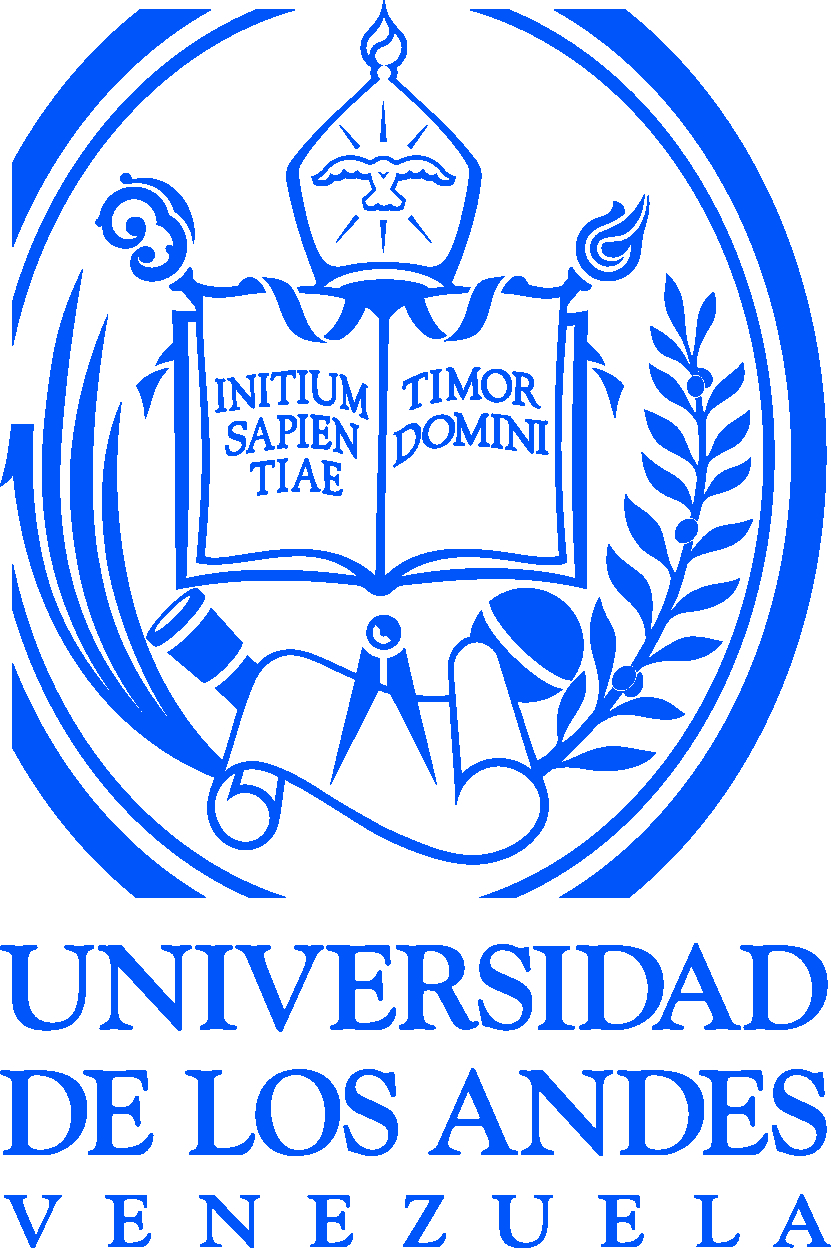 INITIUM
SAPIEN
TIAE
TIMOR
DOMINI
UNIVERSIDAD
DE LOS ANDES
VENEZUELA